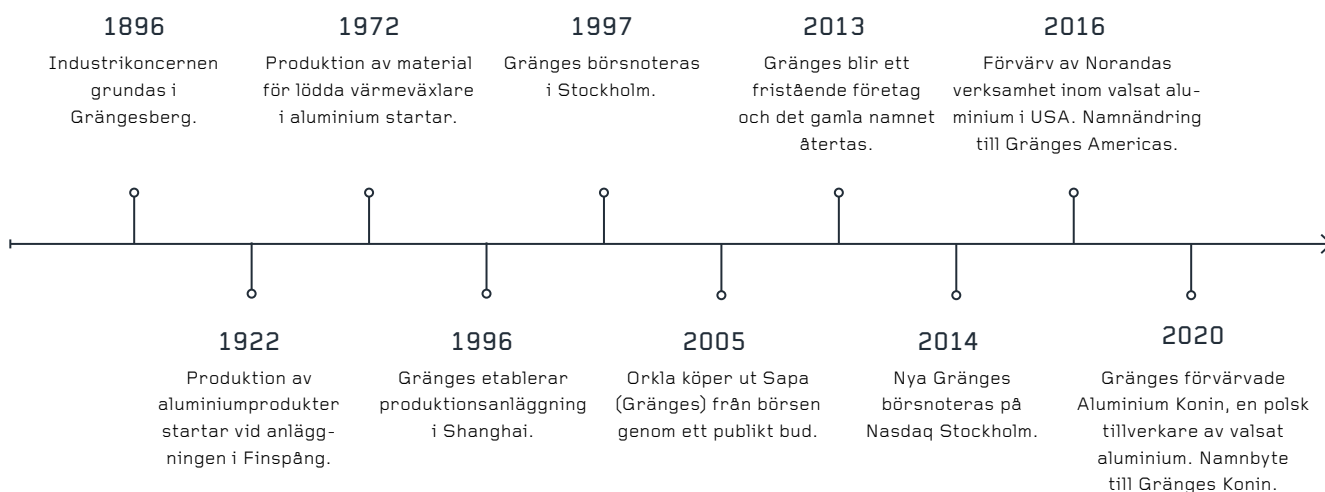 1896
Industrikoncernen
grundas i
Grängesberg.
1972
Produktion av material
för lödda värmeväxlare
i aluminium startar.
1997
Gränges börsnoteras
i Stockholm.
2013
Gränges blir ett
fristående företag
och det gamla namnet
återtas.
2016
Förvärv av Norandas
verksamhet inom valsat alu-
minium i USA. Namnändring
till Gränges Americas.
1922
Produktion av
aluminiumprodukter
startar vid anlägg-
ningen i Finspång.
1996
Gränges etablerar
produktionsanläggning
i Shanghai.
2005
Orkla köper ut Sapa
(Gränges) från börsen
genom ett publikt bud.
2014
Nya Gränges
börsnoteras på
Nasdaq Stockholm.
2020
Gränges förvärvade
Aluminium Konin, en polsk
tillverkare av valsat
aluminium. Namnbyte
till Gränges Konin.